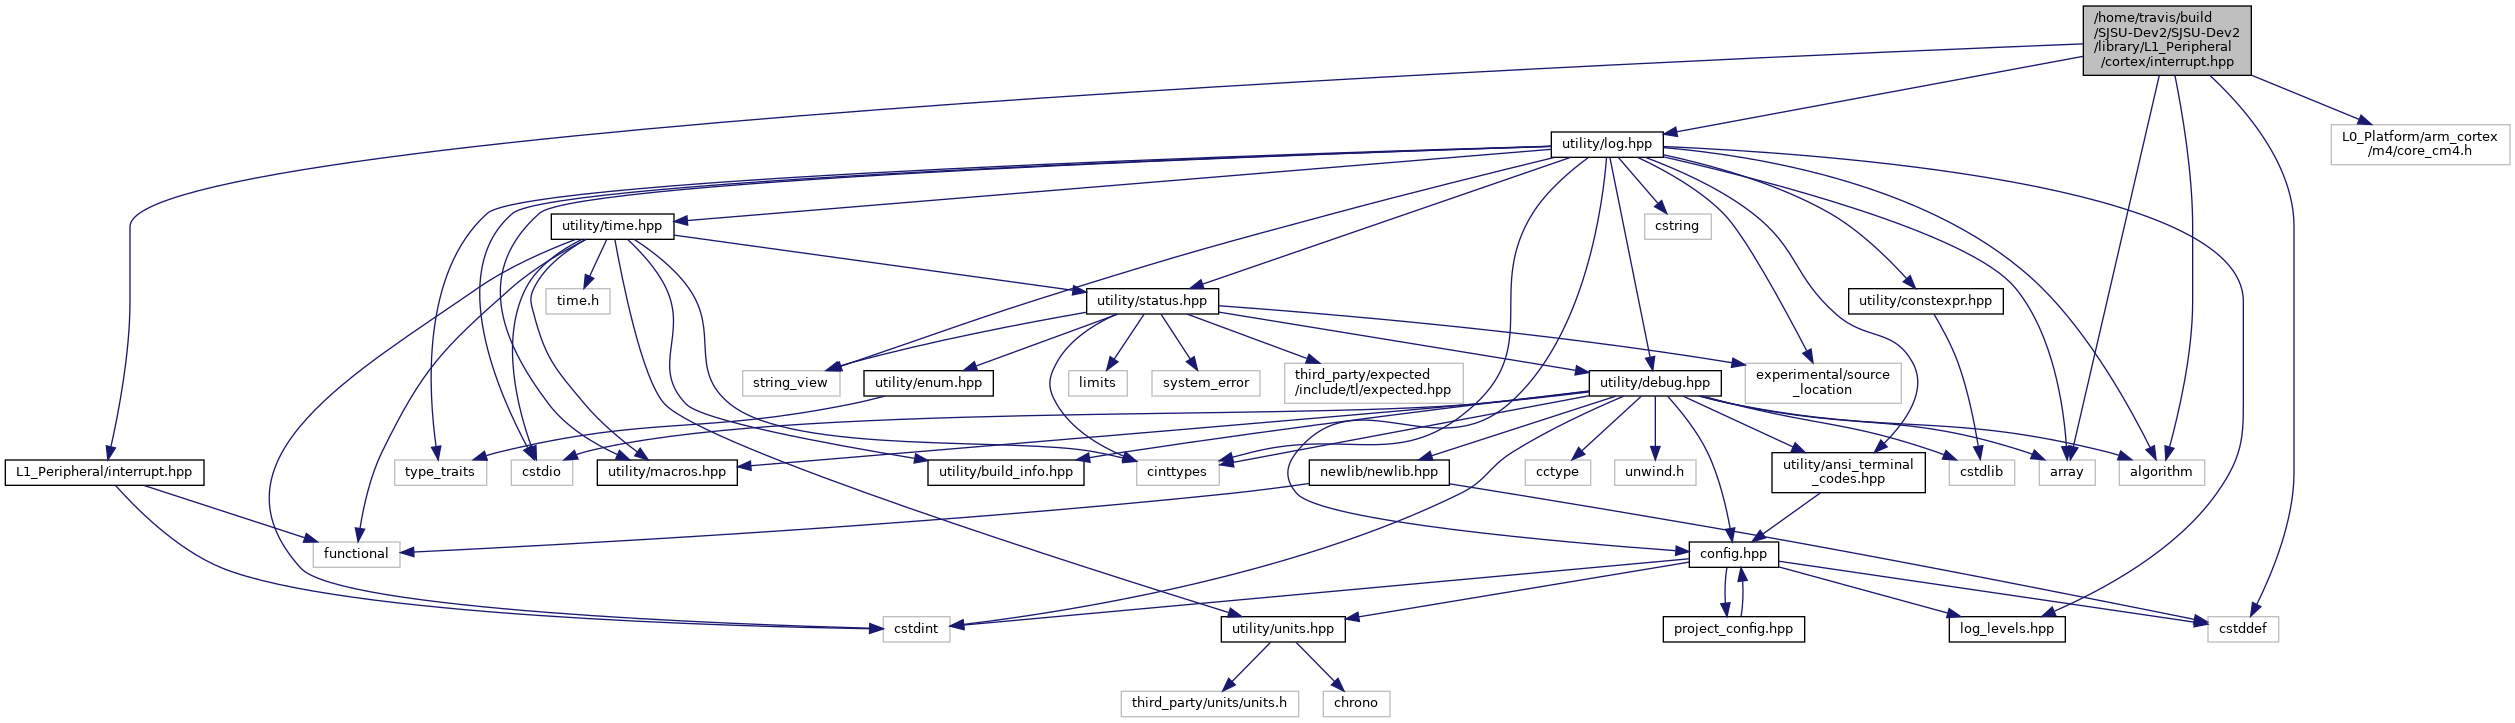 /home/travis/build
/SJSU-Dev2/SJSU-Dev2
/library/L1_Peripheral
/cortex/interrupt.hpp
utility/log.hpp
L0_Platform/arm_cortex
/m4/core_cm4.h
utility/time.hpp
cstring
time.h
utility/status.hpp
utility/constexpr.hpp
string_view
utility/enum.hpp
limits
system_error
third_party/expected
/include/tl/expected.hpp
utility/debug.hpp
experimental/source
_location
L1_Peripheral/interrupt.hpp
type_traits
cstdio
utility/macros.hpp
utility/build_info.hpp
cinttypes
newlib/newlib.hpp
cctype
unwind.h
utility/ansi_terminal
_codes.hpp
cstdlib
array
algorithm
functional
config.hpp
cstdint
utility/units.hpp
project_config.hpp
log_levels.hpp
cstddef
third_party/units/units.h
chrono